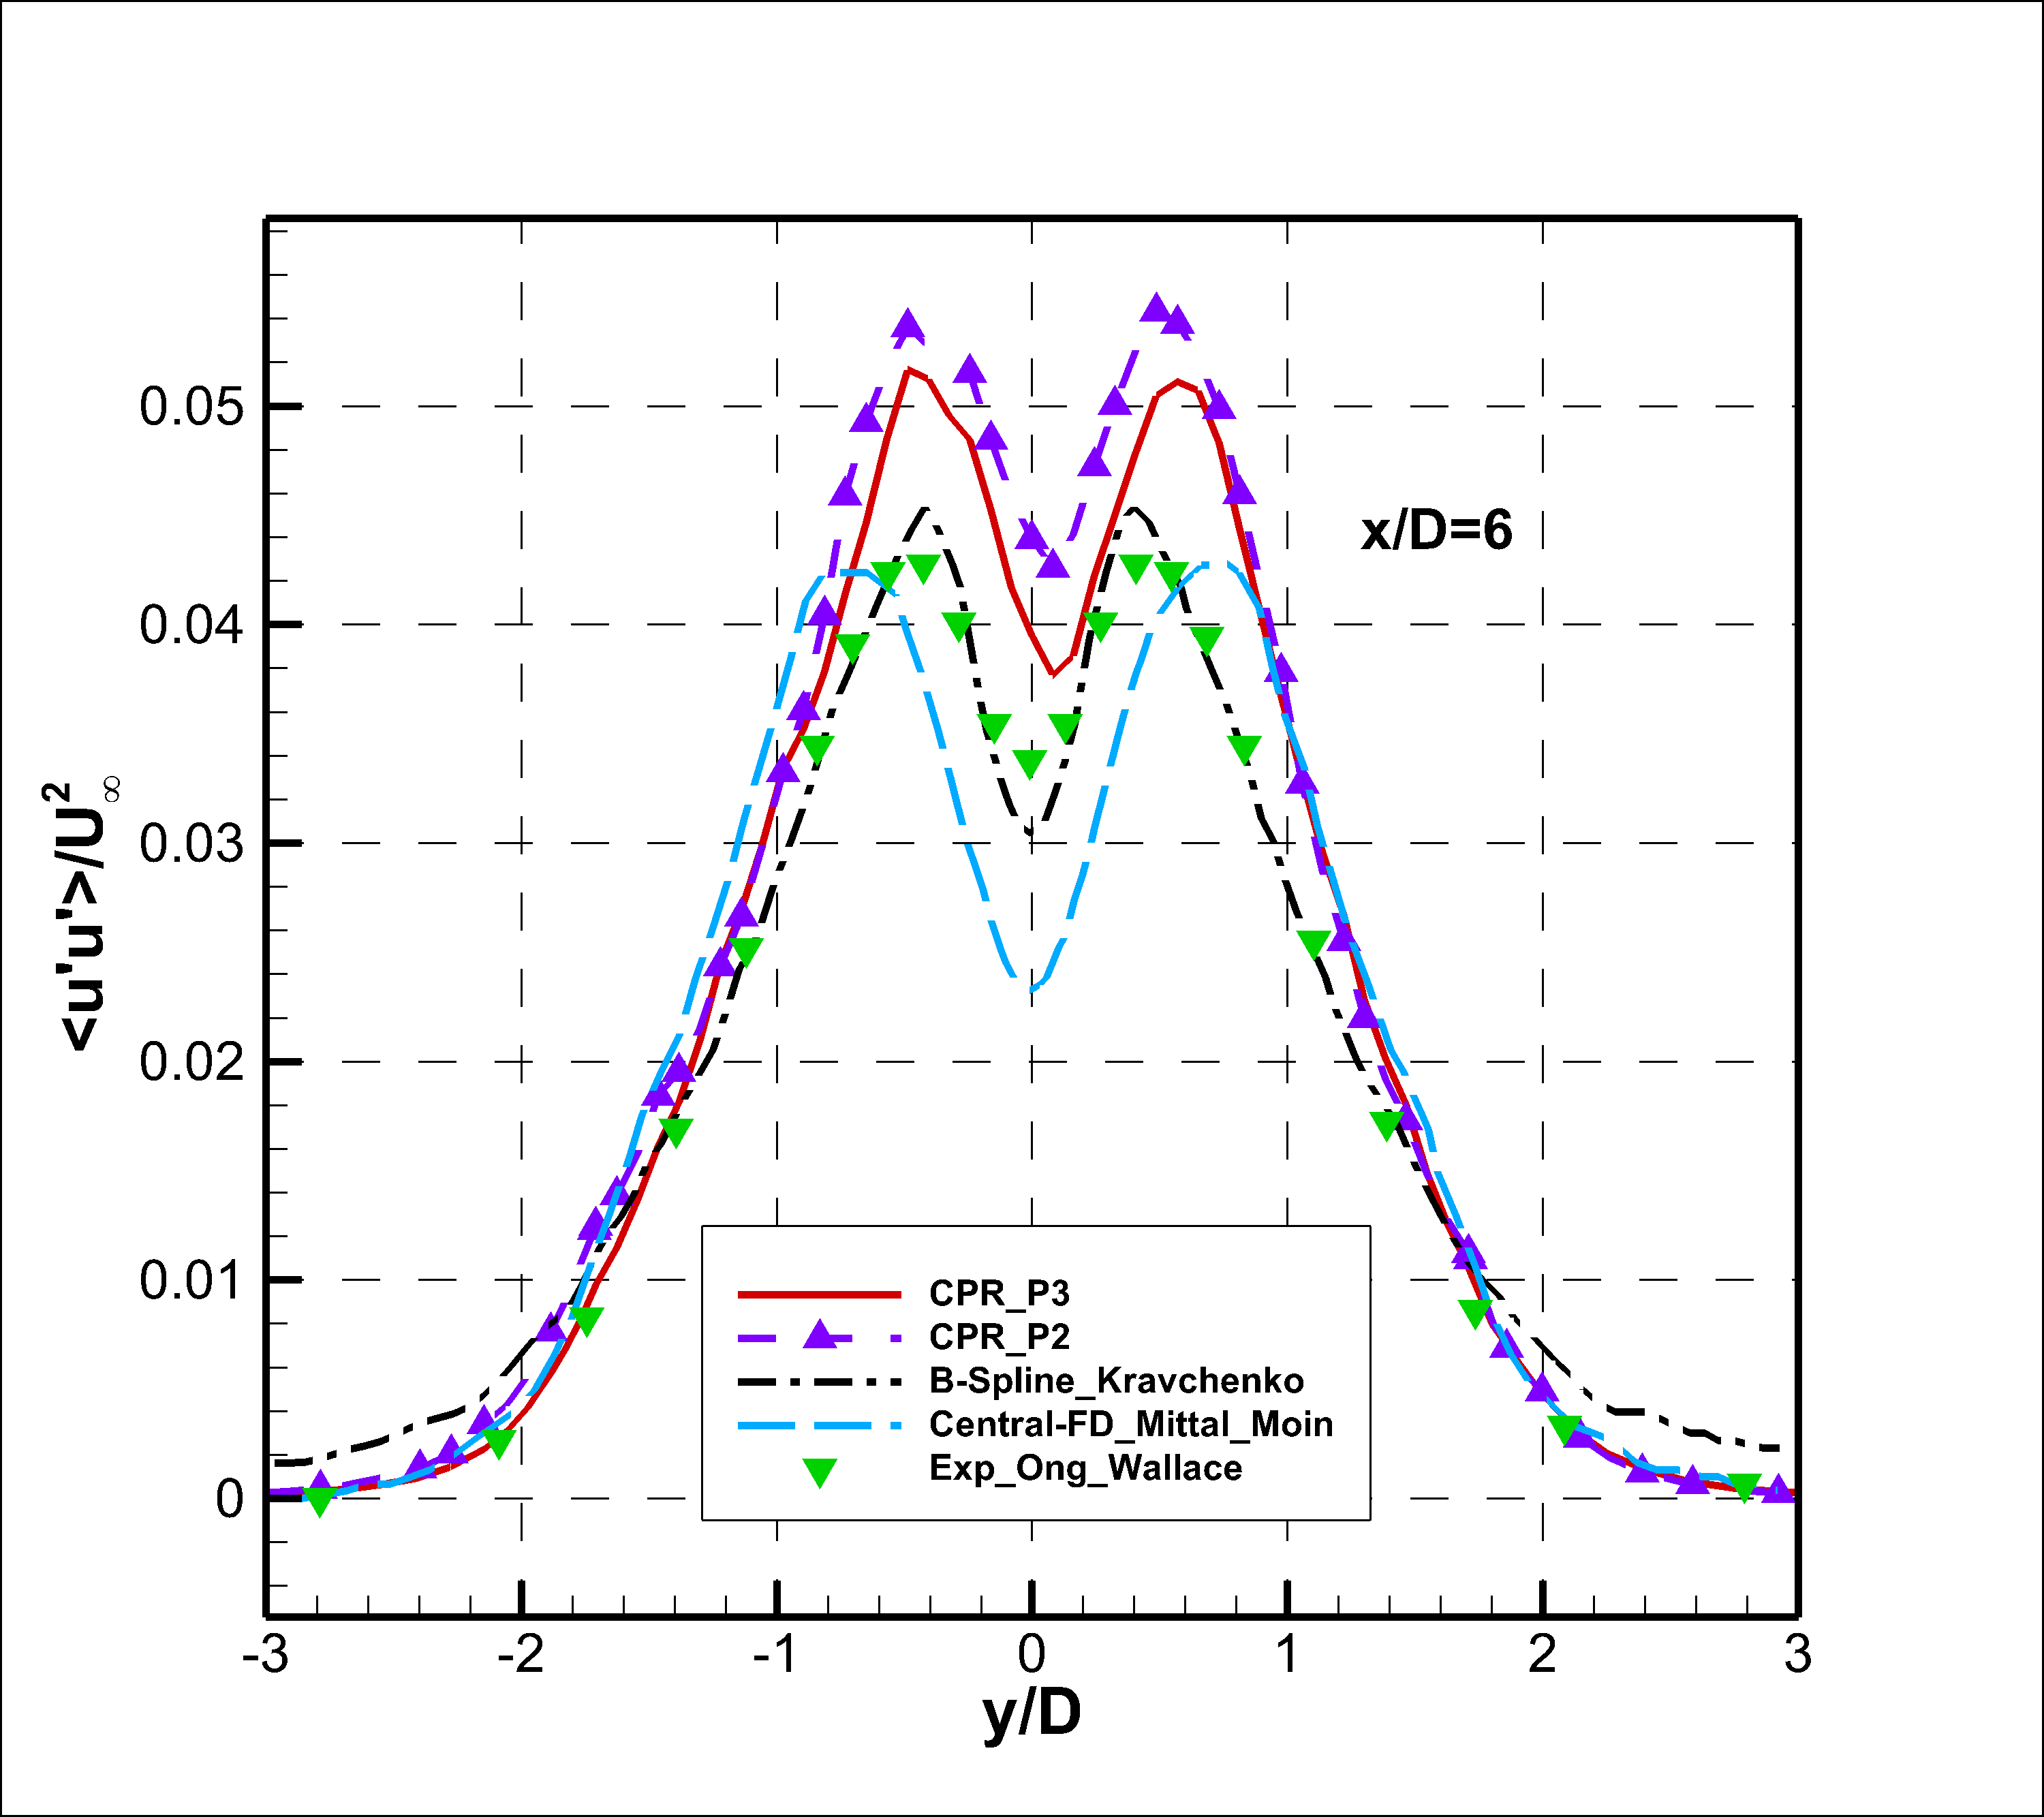 x/D=6
<u'u'>/U²∞
0.05
0.04
0.03
0.02
0.01
0
CPR_P3
CPR_P2
B-Spline_Kravchenko
Central-FD_Mittal_Moin
Exp_Ong_Wallace
-3 -2 -1 0 1 2 3
y/D